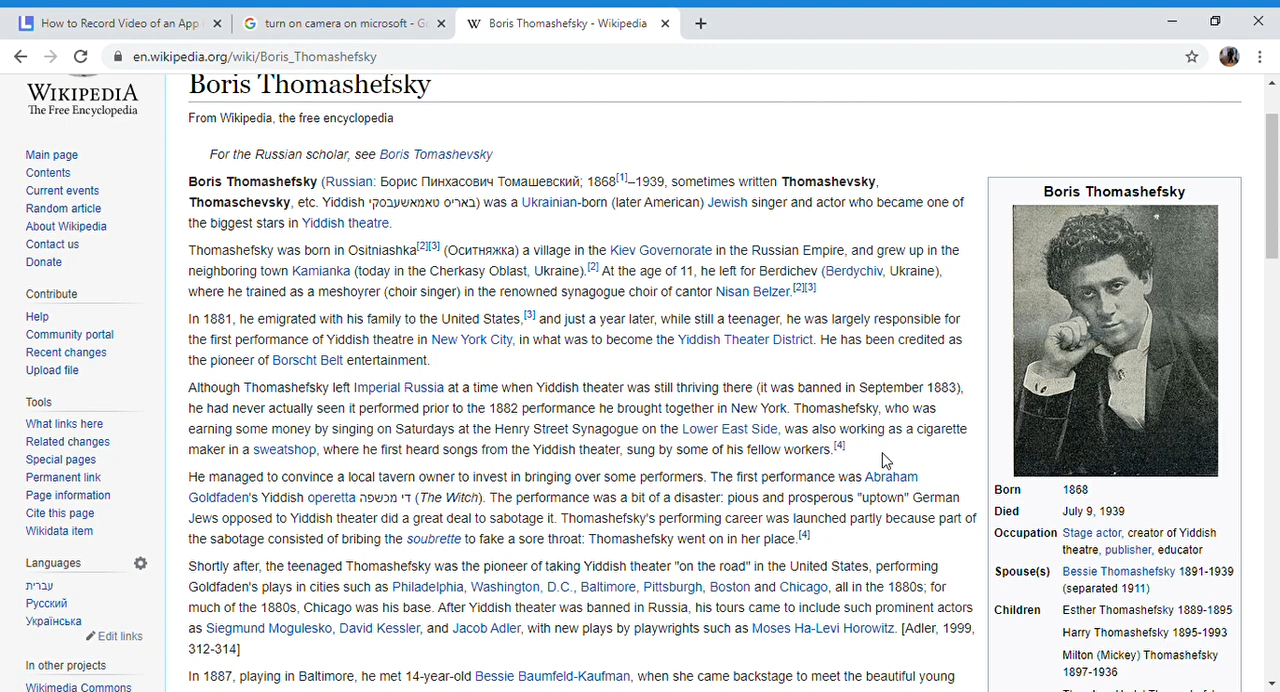 How to Record Video of an App
turn on camera on microsoft - G
Boris Thomashefsky - Wikipedia
en.wikipedia.org/wiki/Boris_Thomashefsky
WIKIPEDIA
The Free Encyclopedia
Main page
Contents
Current events
Random article
About Wikipedia
Contact us
Donate
Contribute
Help
Community portal
Recent changes
Upload file
Tools
What links here
Related changes
Special pages
Permanent link
Page information
Cite this page
Wikidata item
Languages
עברית
Русский
Українська
Edit links
In other projects
Wikimedia Commons
Boris Thomashefsky
From Wikipedia, the free encyclopedia
For the Russian scholar, see Boris Tomashevsky
Boris Thomashefsky (Russian: Борис Пинхасович Томашевский; 1868[1]–1939, sometimes written Thomashevsky,
Thomaschevsky, etc. Yiddish באריס טאמאשעבסקי) was a Ukrainian-born (later American) Jewish singer and actor who became one of
the biggest stars in Yiddish theatre.
Thomashefsky was born in Ositniashka[2][3] (Оситняжка) a village in the Kiev Governorate in the Russian Empire, and grew up in the
neighboring town Kamianka (today in the Cherkasy Oblast, Ukraine).[2] At the age of 11, he left for Berdichev (Berdychiv, Ukraine),
where he trained as a meshoyrer (choir singer) in the renowned synagogue choir of cantor Nisan Belzer.[2][3]
In 1881, he emigrated with his family to the United States,[3] and just a year later, while still a teenager, he was largely responsible for
the first performance of Yiddish theatre in New York City, in what was to become the Yiddish Theater District. He has been credited as
the pioneer of Borscht Belt entertainment.
Although Thomashefsky left Imperial Russia at a time when Yiddish theater was still thriving there (it was banned in September 1883),
he had never actually seen it performed prior to the 1882 performance he brought together in New York. Thomashefsky, who was
earning some money by singing on Saturdays at the Henry Street Synagogue on the Lower East Side, was also working as a cigarette
maker in a sweatshop, where he first heard songs from the Yiddish theater, sung by some of his fellow workers.[4]
He managed to convince a local tavern owner to invest in bringing over some performers. The first performance was Abraham
Goldfaden's Yiddish operetta די מכשפה (The Witch). The performance was a bit of a disaster: pious and prosperous "uptown" German
Jews opposed to Yiddish theater did a great deal to sabotage it. Thomashefsky's performing career was launched partly because part of
the sabotage consisted of bribing the soubrette to fake a sore throat: Thomashefsky went on in her place.[4]
Shortly after, the teenaged Thomashefsky was the pioneer of taking Yiddish theater "on the road" in the United States, performing
Goldfaden's plays in cities such as Philadelphia, Washington, D.C., Baltimore, Pittsburgh, Boston and Chicago, all in the 1880s; for
much of the 1880s, Chicago was his base. After Yiddish theater was banned in Russia, his tours came to include such prominent actors
as Siegmund Mogulesko, David Kessler, and Jacob Adler, with new plays by playwrights such as Moses Ha-Levi Horowitz. [Adler, 1999,
312-314]
In 1887, playing in Baltimore, he met 14-year-old Bessie Baumfeld-Kaufman, when she came backstage to meet the beautiful young
Boris Thomashefsky
Born 1868
Died July 9, 1939
Occupation Stage actor, creator of Yiddish
theatre, publisher, educator
Spouse(s) Bessie Thomashefsky 1891-1939
(separated 1911)
Children Esther Thomashefsky 1889-1895
Harry Thomashefsky 1895-1993
Milton (Mickey) Thomashefsky
1897-1936